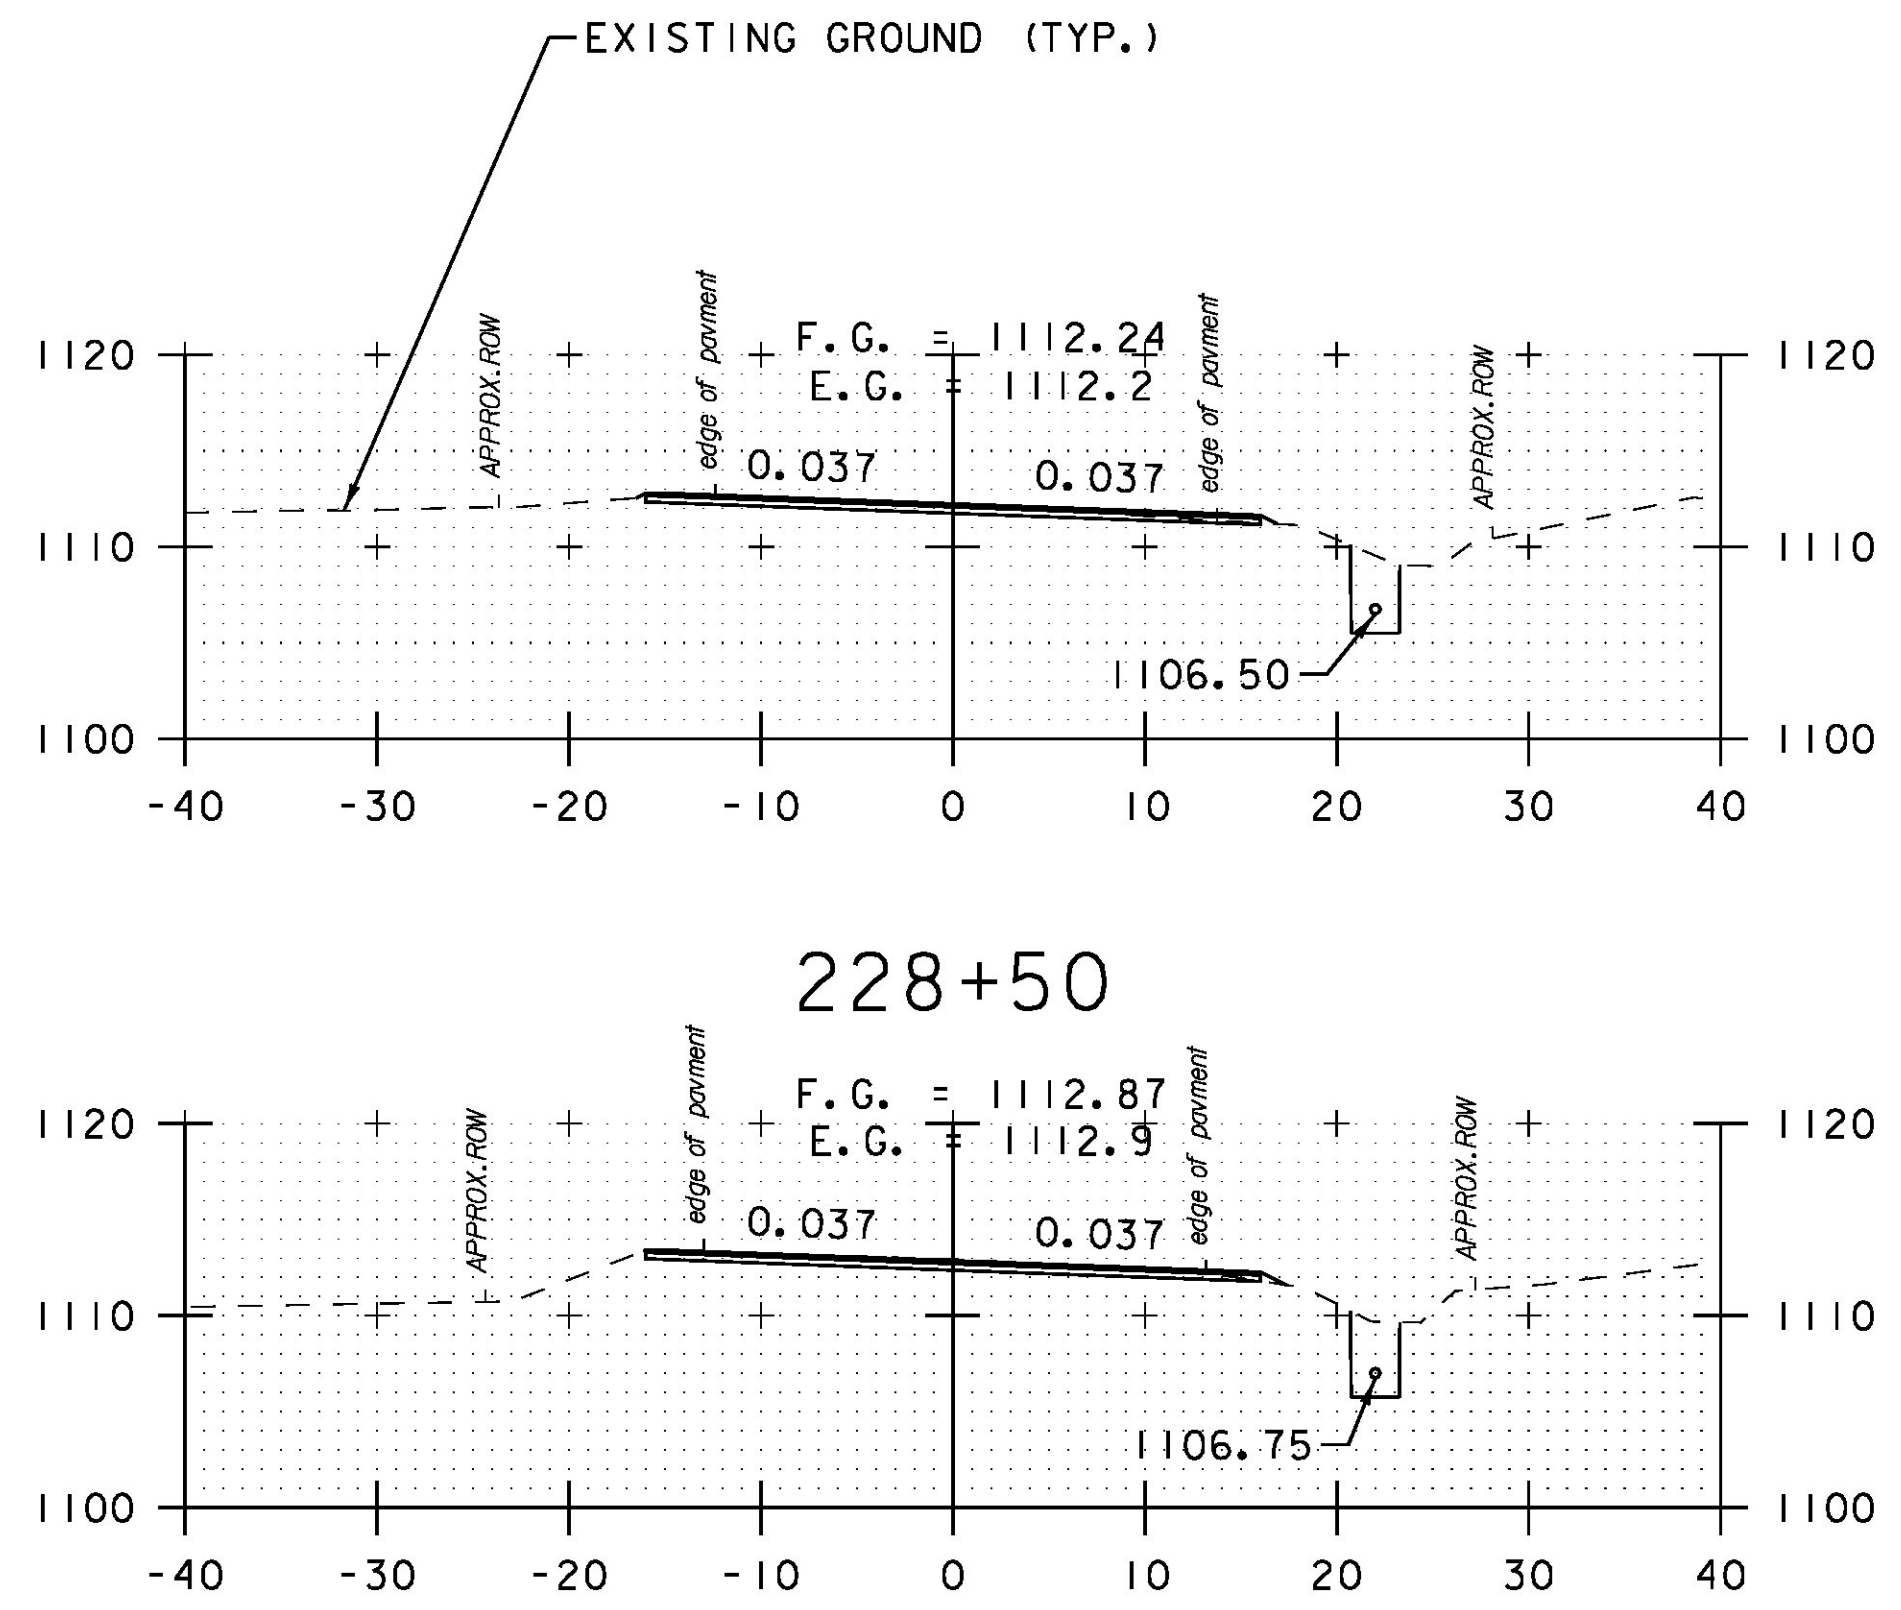 EXISTING GROUND (TYP.)
edge of pavment
F.G. = 1112.24
edge of pavment
APPROX.ROW
APPROX.ROW
1120
1120
E.G. = 1112.2
0.037
0.037
1110
1110
1106.50
1100
1100
-40 -30 -20 -10 0 10 20 30 40
228+50
edge of pavment
F.G. = 1112.87
edge of pavment
APPROX.ROW
APPROX.ROW
1120
1120
E.G. = 1112.9
0.037
0.037
1110
1110
1106.75
1100
1100
-40 -30 -20 -10 0 10 20 30 40